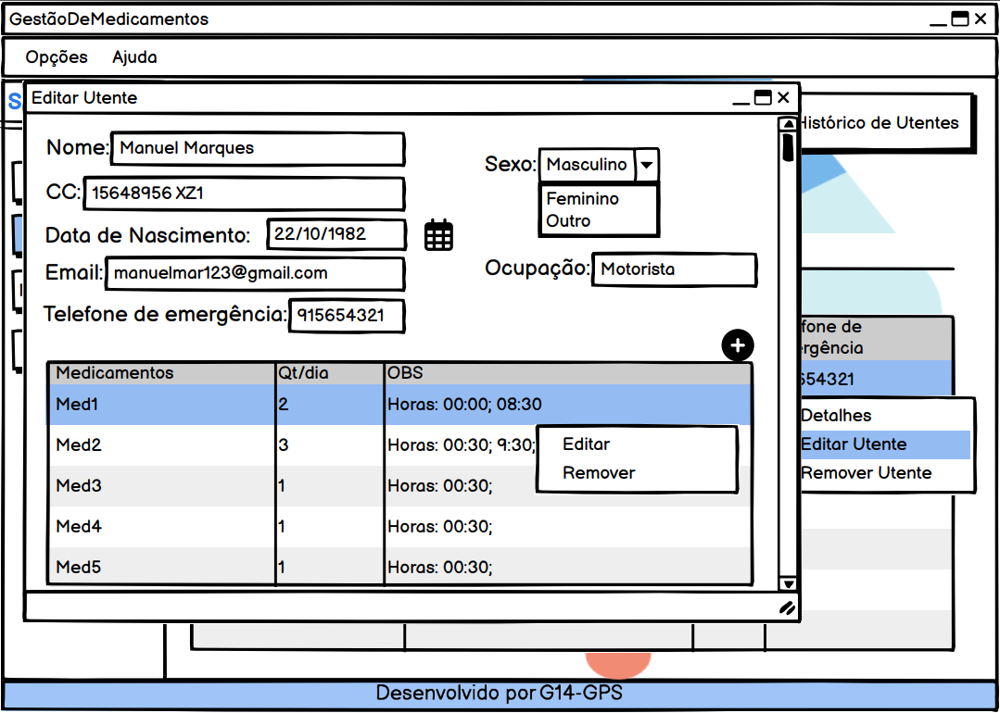 GestãoDeMedicamentos
Opções Ajuda
S
Editar Utente
Histórico de Utentes
Nome: Manuel Marques
Sexo: Masculino
Feminino
Outro
CC: 15648956 XZ1
Data de Nascimento: 22/10/1982
Email: manuelmar123@gmail.com
Ocupação: Motorista
Telefone de emergência: 915654321
fone de
rgência
654321
Detalhes
Editar Utente
Remover Utente
Medicamentos Qt/dia OBS
Med1 2 Horas: 00:00; 08:30
Med2 3 Horas: 00:30; 9:30;
Editar
Remover
Med3 1 Horas: 00:30;
Med4 1 Horas: 00:30;
Med5 1 Horas: 00:30;
Desenvolvido por G14-GPS